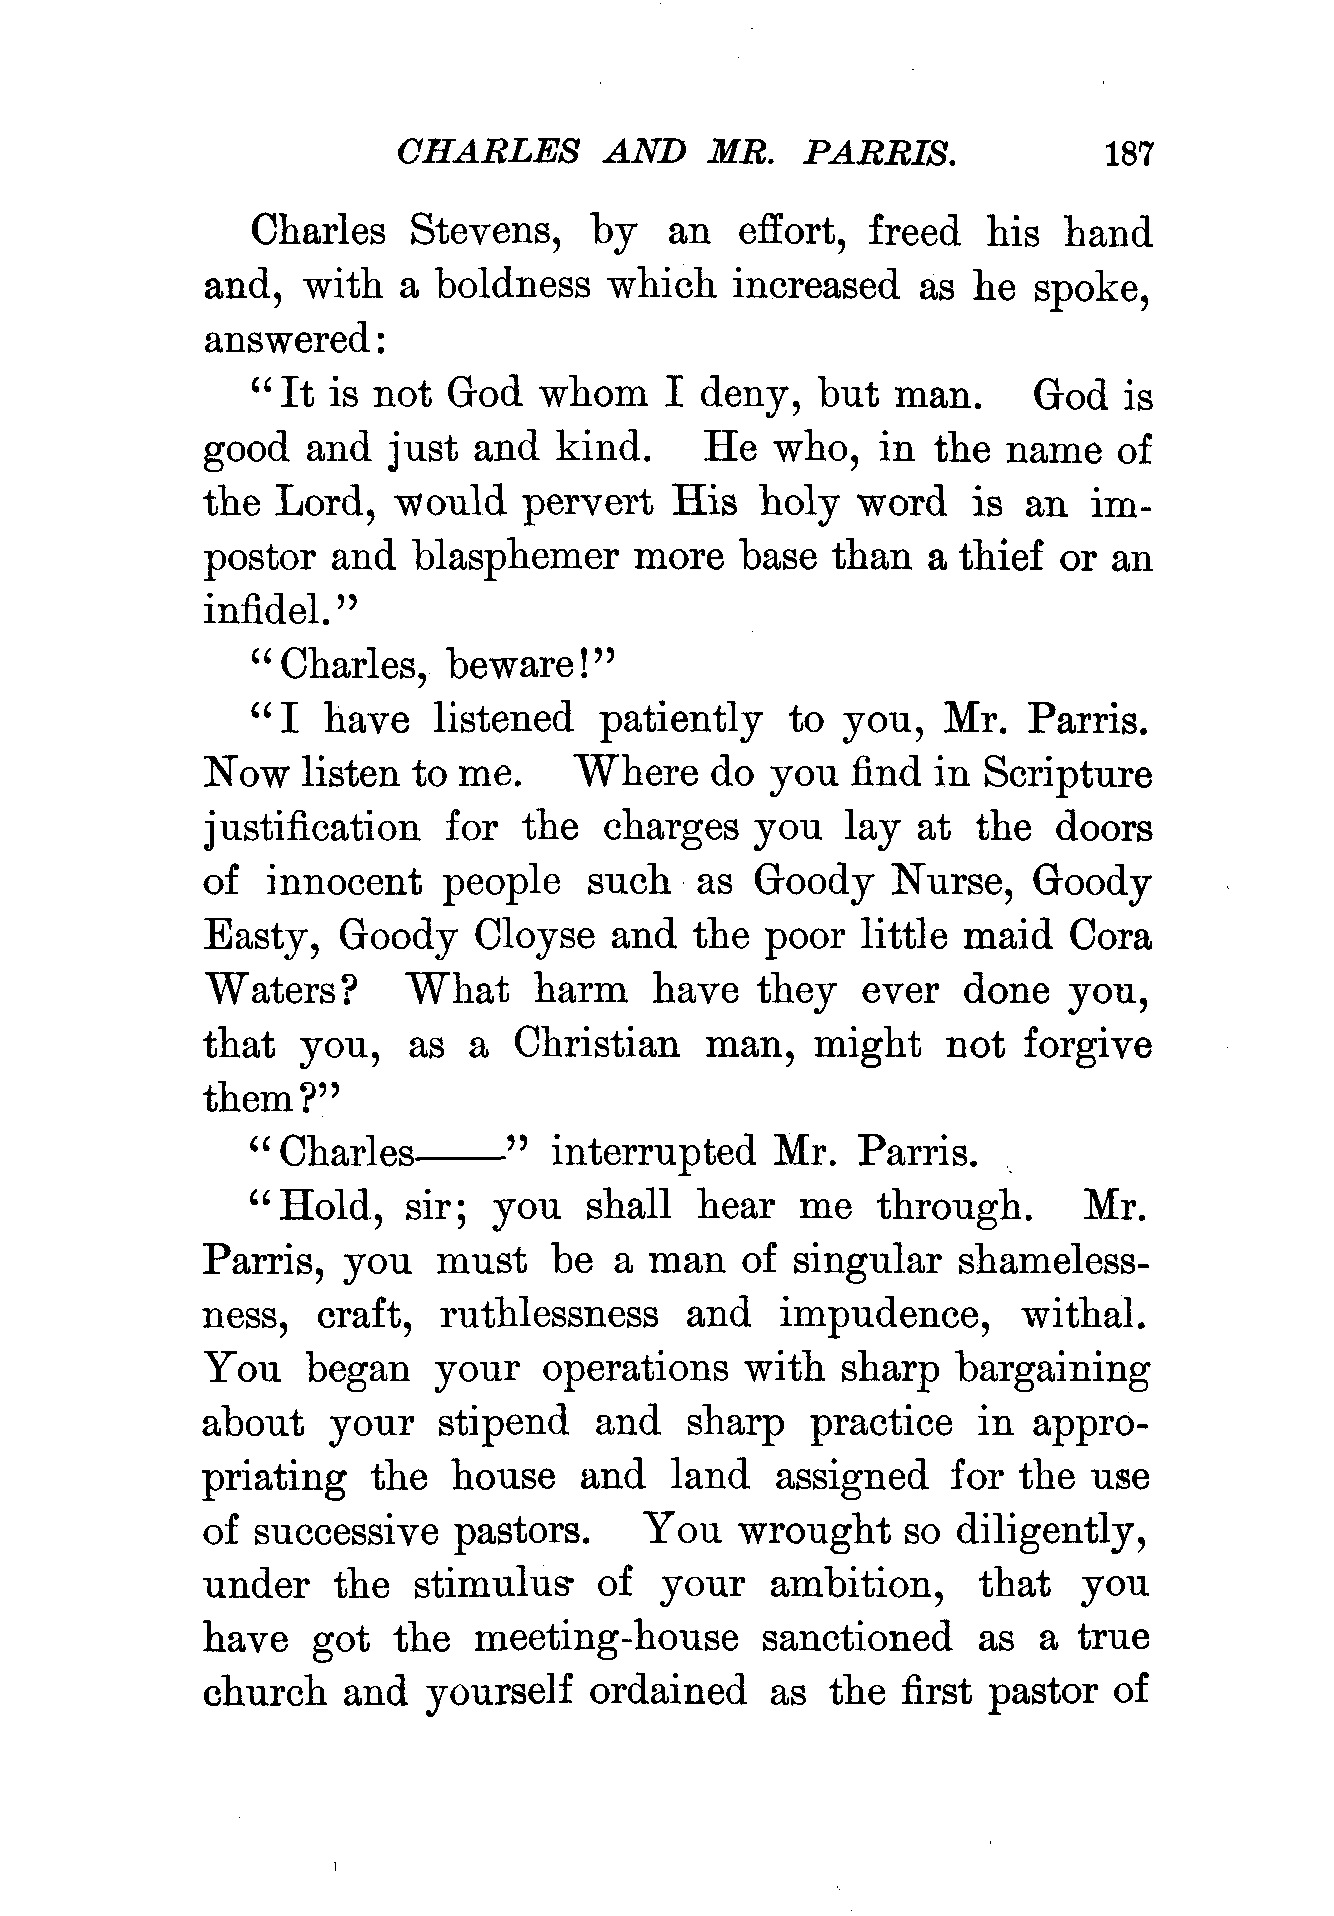 CHARLES AND MR. PARRIS. 187
Charles Stevens, by an effort, freed his hand
and, with a boldness which increased as he spoke,
answered:
"It is not God whom I deny, but man. God is
good and just and kind. He who, in the name of
the Lord, would pervert His holy word is an im-
postor and blasphemer more base than a thief or an
infidel."
"Charles, beware!"
"I have listened patiently to you, Mr. Parris.
Now listen to me. Where do you find in Scripture
justification for the charges you lay at the doors
of innocent people such as Goody Nurse, Goody
Easty, Goody Cloyse and the poor little maid Cora
Waters? What harm have they ever done you,
that you, as a Christian man, might not forgive
them?"
"Charles——" interrupted Mr. Parris.
"Hold, sir; you shall hear me through. Mr.
Parris, you must be a man of singular shameless-
ness, craft, ruthlessness and impudence, withal.
You began your operations with sharp bargaining
about your stipend and sharp practice in appro-
priating the house and land assigned for the use
of successive pastors. You wrought so diligently,
under the stimulus of your ambition, that you
have got the meeting-house sanctioned as a true
church and yourself ordained as the first pastor of